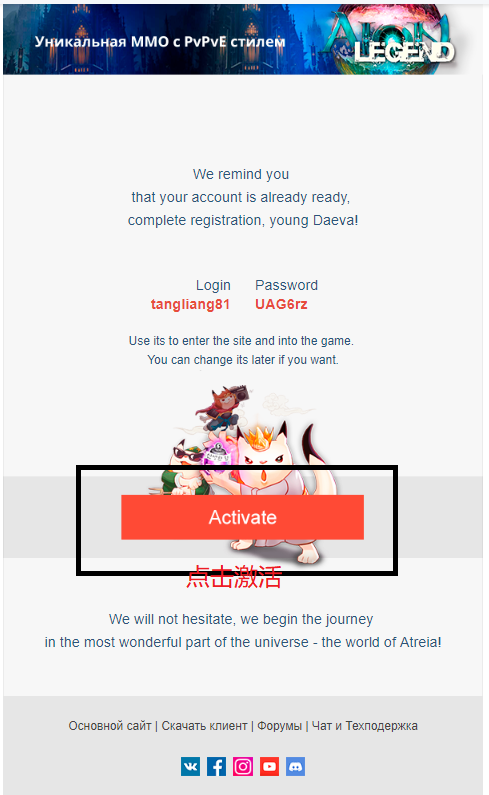 Уникальная MMO с PvPvE стилем
AION
LEGEND
We remind you
that your account is already ready,
complete registration, young Daeva!
Login Password
tangliang81 UAG6rz
Use its to enter the site and into the game.
You can change its later if you want.
Activate
点击激活
We will not hesitate, we begin the journey
in the most wonderful part of the universe - the world of Atreia!
Основной сайт | Скачать клиент | Форумы | Чат и Техподержка